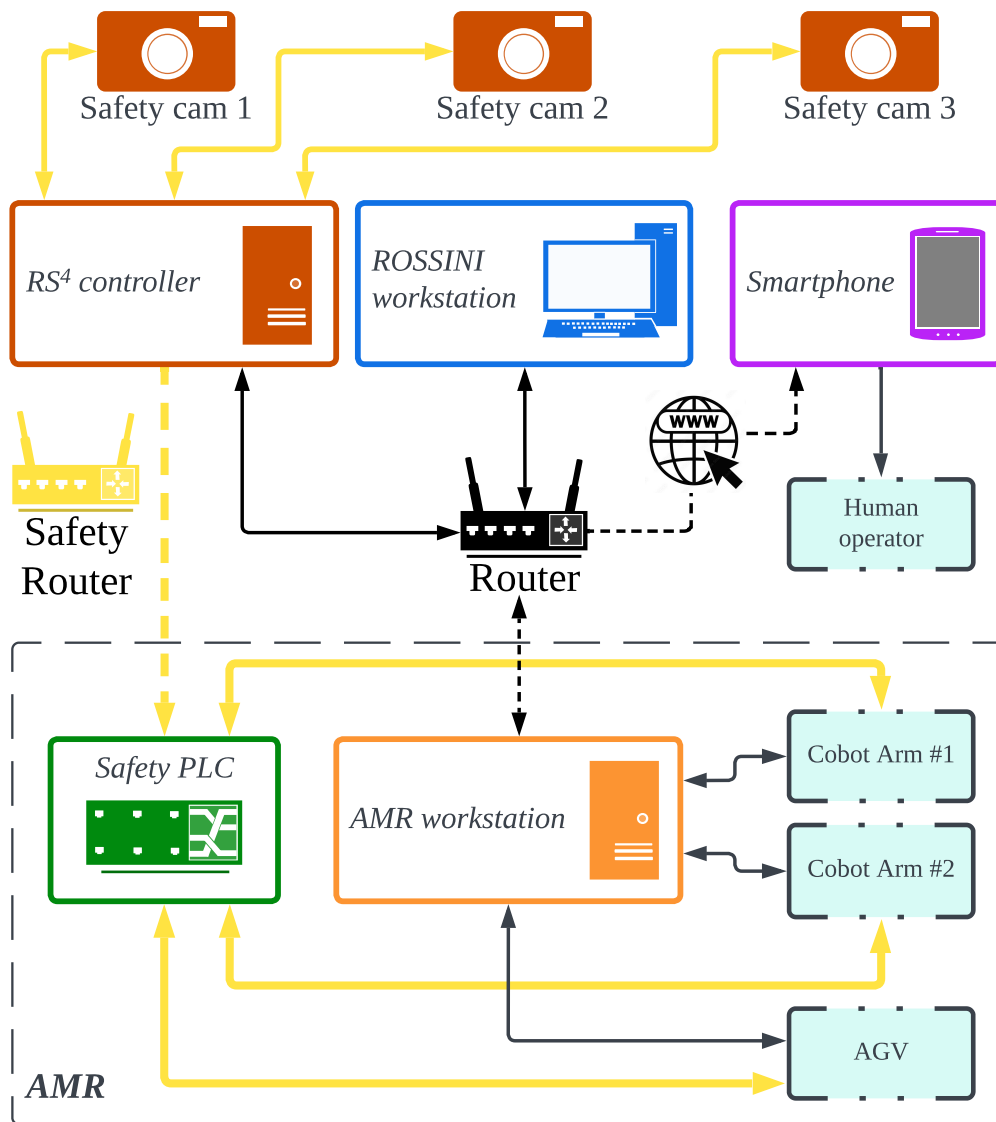 Safety cam 1
Safety cam 2
Safety cam 3
RS⁴ controller
ROSSINI
workstation
Smartphone
WWW
Human
operator
Safety
Router
Router
Safety PLC
AMR workstation
Cobot Arm #1
Cobot Arm #2
AGV
AMR